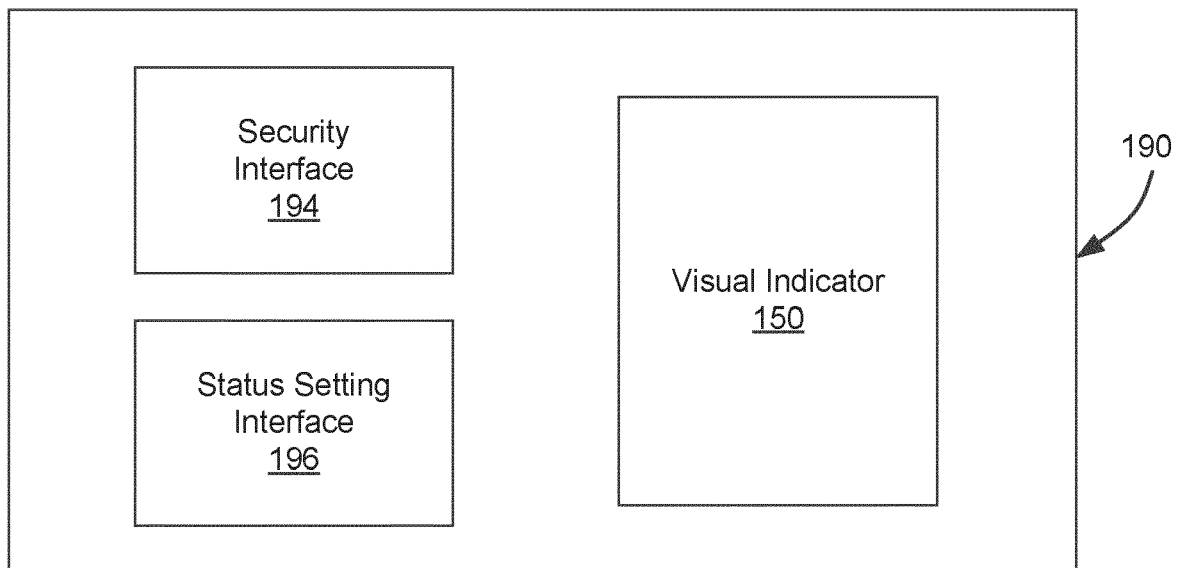 Security
Interface
194
190
Visual Indicator
150
Status Setting
Interface
196